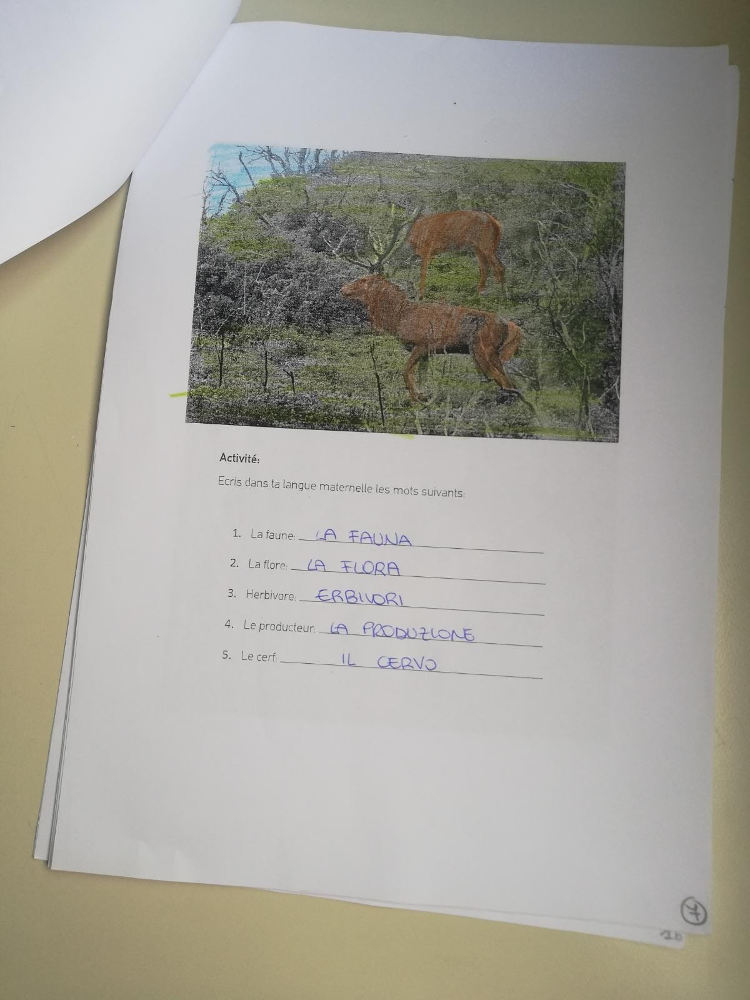 Activité:
Ecris dans ta langue maternelle les mots suivants:
1. La faune: LA FAUNA
2. La flore: LA FLORA
3. Herbivore: ERBIVORI
4. Le producteur: LA PRODUZIONE
5. Le cerf: IL CERVO
7